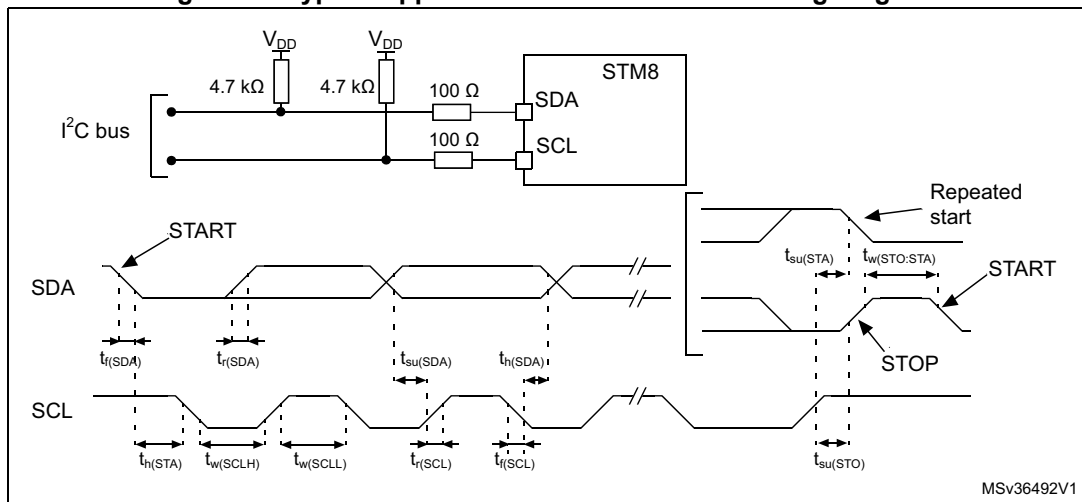 V_DD V_DD
STM8
4.7 kΩ 4.7 kΩ
100 Ω
SDA
I²C bus
100 Ω
SCL
Repeated
start
START
t_su(STA) t_w(STO:STA)
START
SDA
STOP
t_f(SDA) t_r(SDA) t_su(SDA) t_h(SDA)
SCL
t_h(STA) t_w(SCLH) t_w(SCLL) t_r(SCL) t_f(SCL) t_su(STO)
MSv36492V1